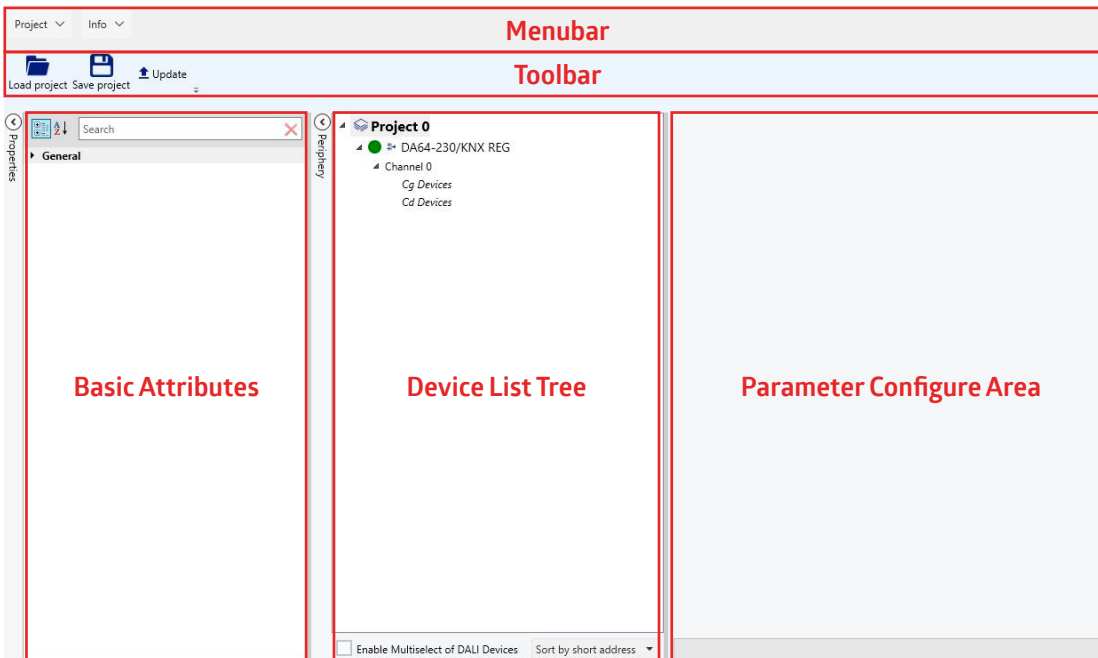 Project Info
Menubar
Load project Save project Update
Toolbar
Properties
Search
General
Basic Attributes
Periphery
Project 0
DA64-230/KNX REG
Channel 0
Cg Devices
Cd Devices
Device List Tree
Enable Multiselect of DALI Devices Sort by short address
Parameter Configure Area